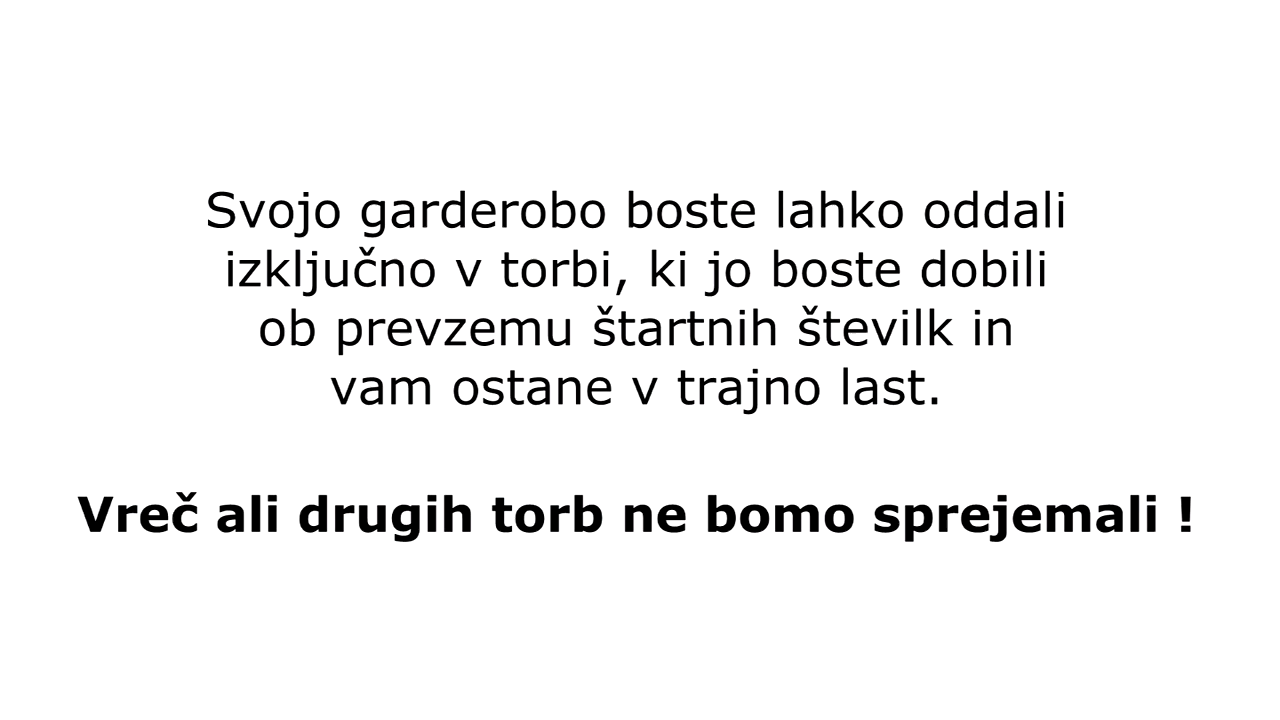 Svojo garderobo boste lahko oddali
izključno v torbi, ki jo boste dobili
ob prevzemu štartnih številk in
vam ostane v trajno last.
Vreč ali drugih torb ne bomo sprejemali !